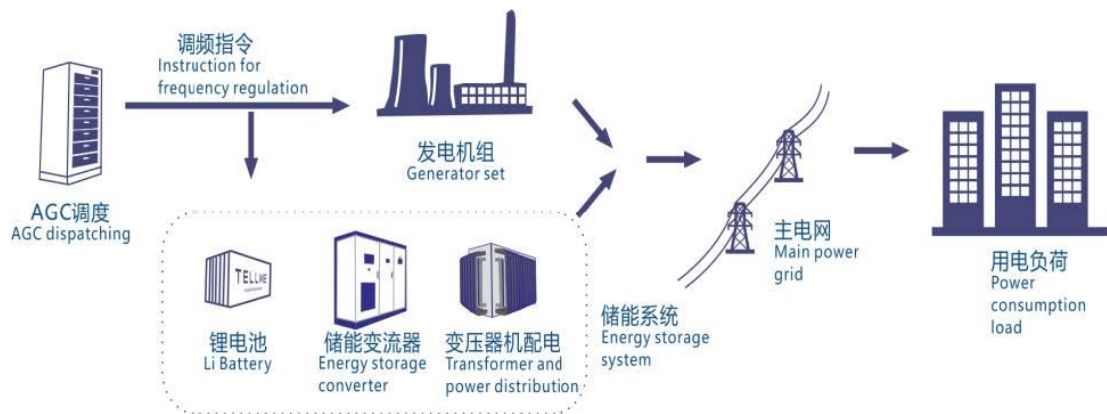 调频指令
Instruction for
frequency regulation
AGC调度
AGC dispatching
发电机组
Generator set
TELLME
锂电池
Li Battery
储能变流器
Energy storage
converter
变压器机配电
Transformer and
power distribution
储能系统
Energy storage
system
主电网
Main power
grid
用电负荷
Power
consumption
load